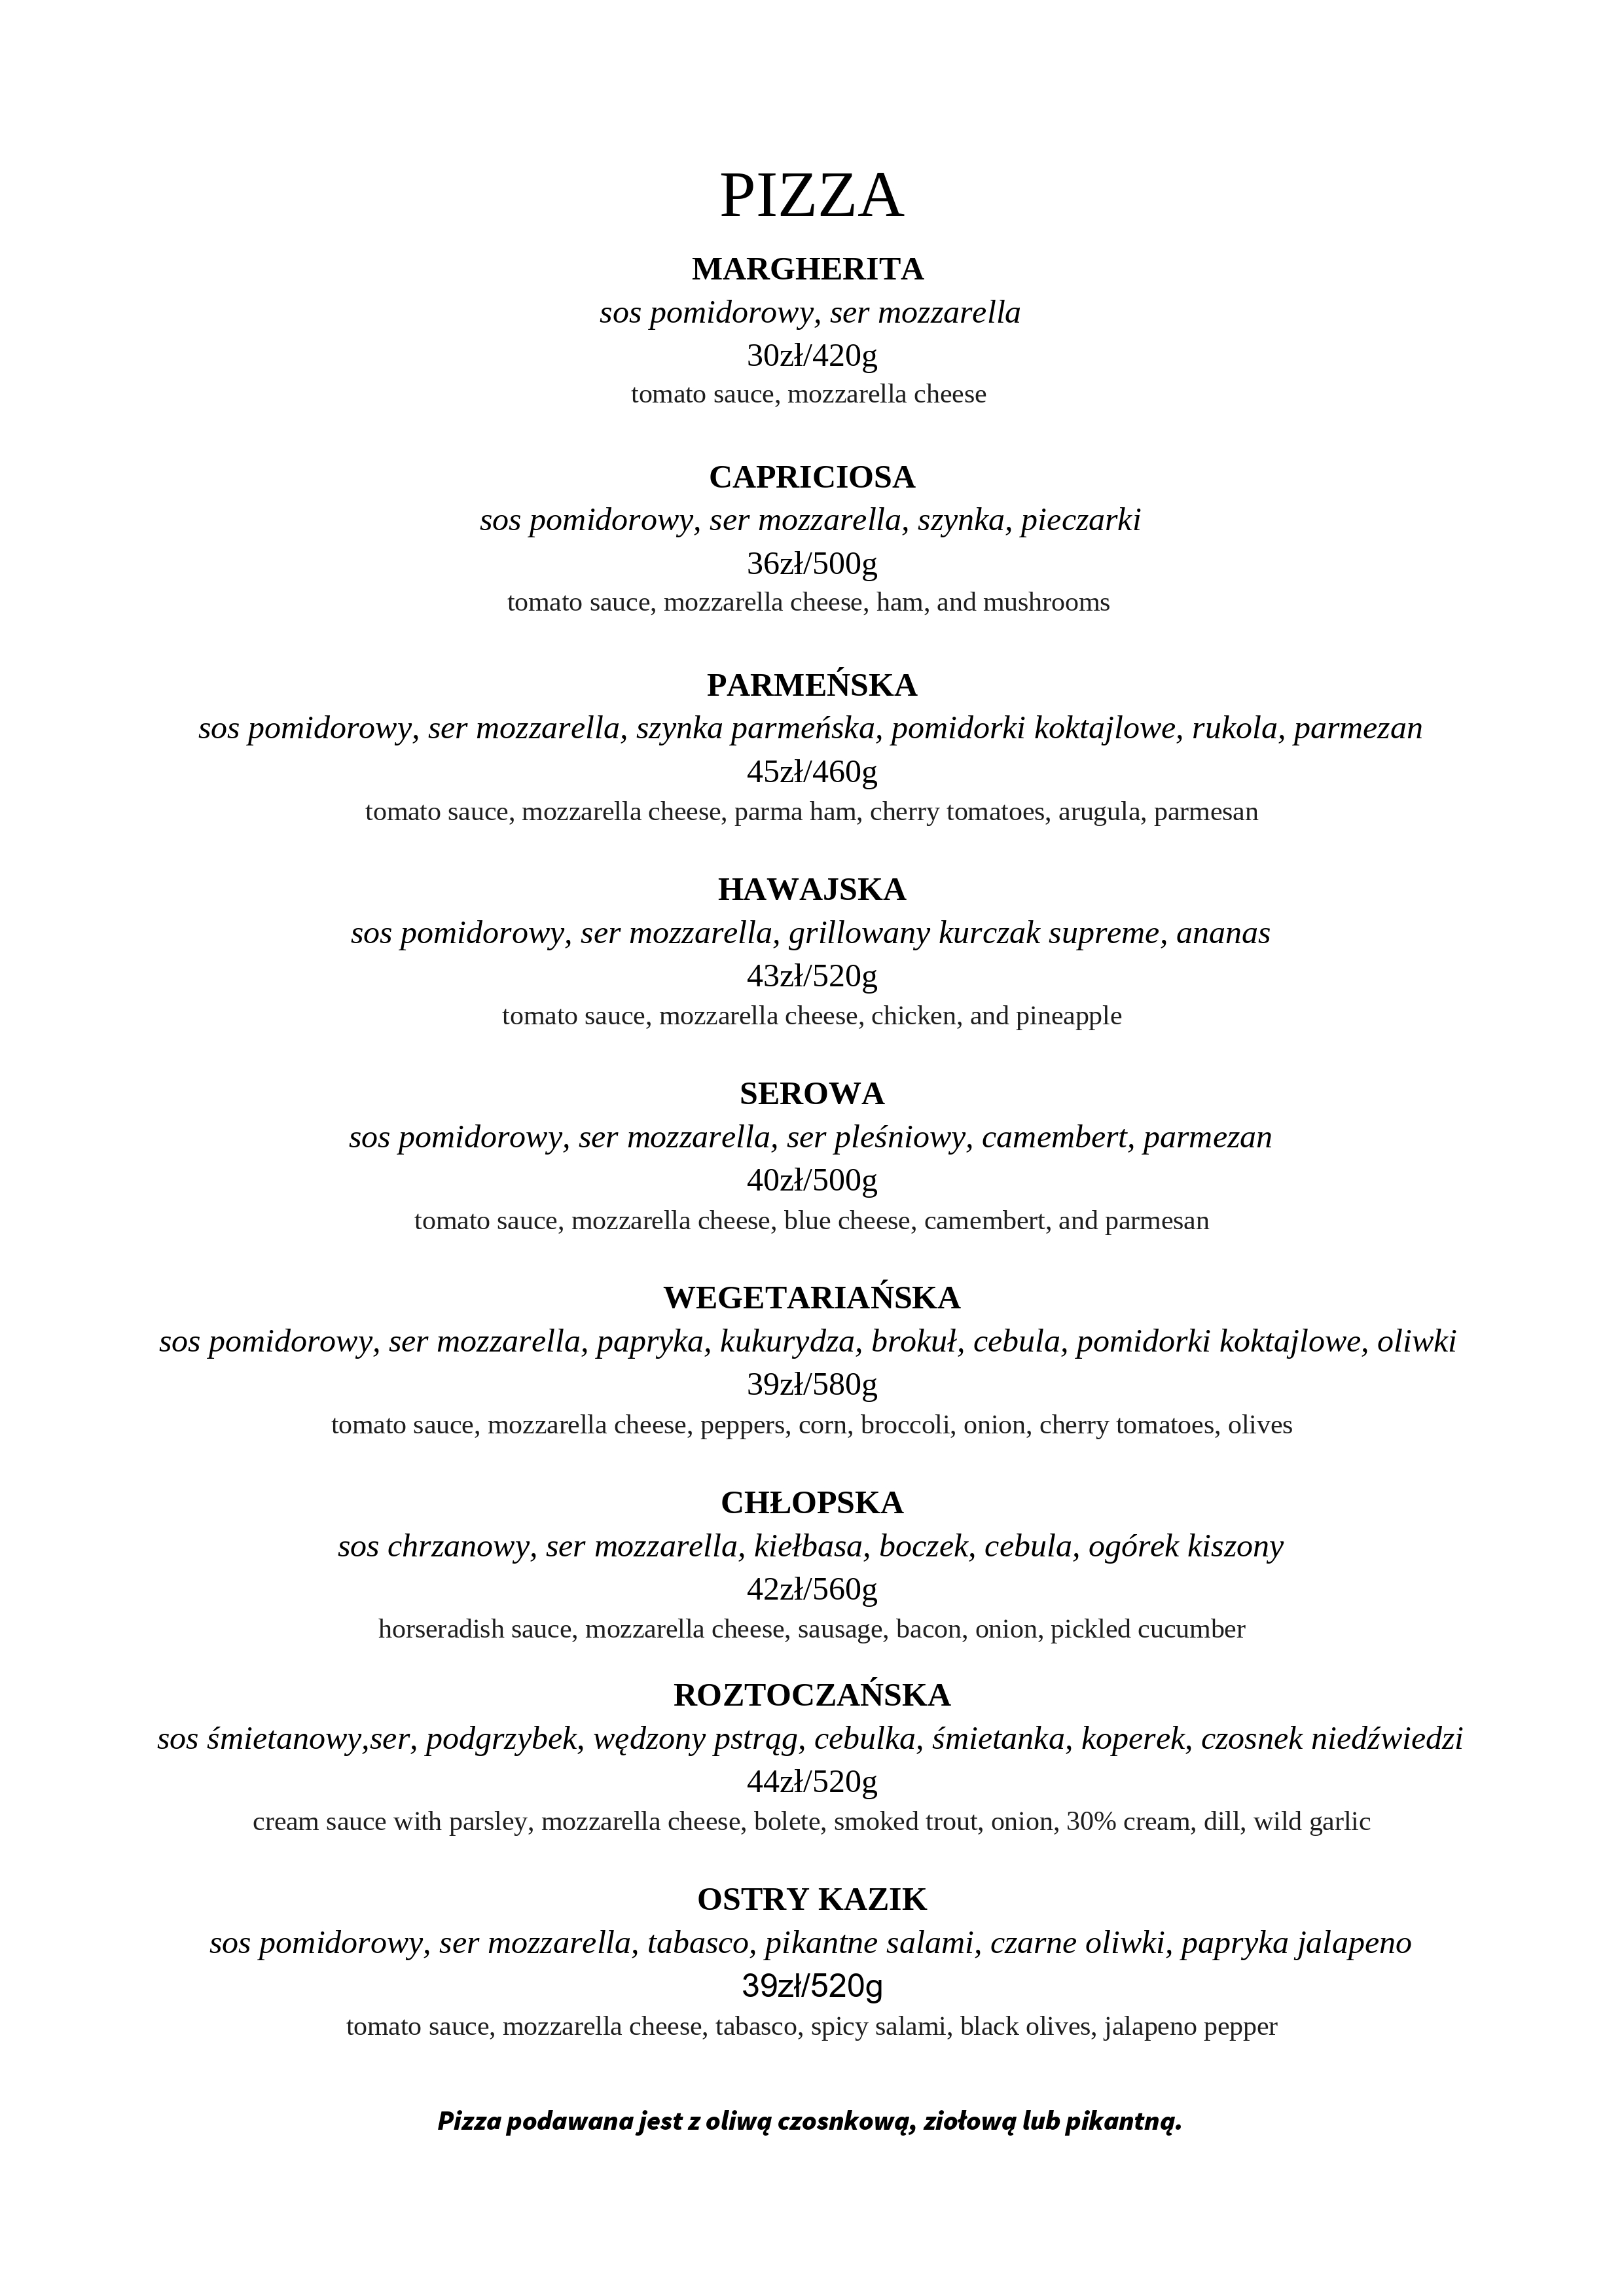 PIZZA
MARGHERITA
sos pomidorowy, ser mozzarella
30zł/420g
tomato sauce, mozzarella cheese
CAPRICIOSA
sos pomidorowy, ser mozzarella, szynka, pieczarki
36zł/500g
tomato sauce, mozzarella cheese, ham, and mushrooms
PARMEŃSKA
sos pomidorowy, ser mozzarella, szynka parmeńska, pomidorki koktajlowe, rukola, parmezan
45zł/460g
tomato sauce, mozzarella cheese, parma ham, cherry tomatoes, arugula, parmesan
HAWAJSKA
sos pomidorowy, ser mozzarella, grillowany kurczak supreme, ananas
43zł/520g
tomato sauce, mozzarella cheese, chicken, and pineapple
SEROWA
sos pomidorowy, ser mozzarella, ser pleśniowy, camembert, parmezan
40zł/500g
tomato sauce, mozzarella cheese, blue cheese, camembert, and parmesan
WEGETARIAŃSKA
sos pomidorowy, ser mozzarella, papryka, kukurydza, brokuł, cebula, pomidorki koktajlowe, oliwki
39zł/580g
tomato sauce, mozzarella cheese, peppers, corn, broccoli, onion, cherry tomatoes, olives
CHŁOPSKA
sos chrzanowy, ser mozzarella, kiełbasa, boczek, cebula, ogórek kiszony
42zł/560g
horseradish sauce, mozzarella cheese, sausage, bacon, onion, pickled cucumber
ROZTOCZAŃSKA
sos śmietanowy,ser, podgrzybek, wędzony pstrąg, cebulka, śmietanka, koperek, czosnek niedźwiedzi
44zł/520g
cream sauce with parsley, mozzarella cheese, bolete, smoked trout, onion, 30% cream, dill, wild garlic
OSTRY KAZIK
sos pomidorowy, ser mozzarella, tabasco, pikantne salami, czarne oliwki, papryka jalapeno
39zł/520g
tomato sauce, mozzarella cheese, tabasco, spicy salami, black olives, jalapeno pepper
Pizza podawana jest z oliwą czosnkową, ziołową lub pikantną.